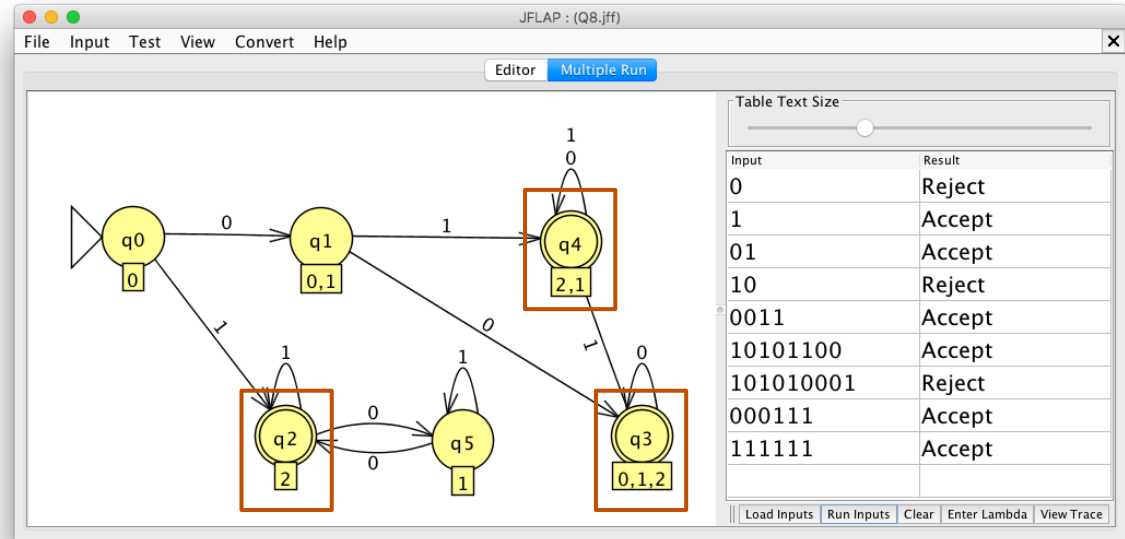 JFLAP : (Q8.jff)
File Input Test View Convert Help
Editor Multiple Run
Table Text Size
Input Result
0 Reject
1 Accept
01 Accept
10 Reject
0011 Accept
10101100 Accept
101010001 Reject
000111 Accept
111111 Accept
Load Inputs Run Inputs Clear Enter Lambda View Trace
1
0
q0 0 q1 1 q4
0 0,1 2,1
1 0 1
1 1 0
q2 0 q5 q3
0
2 1 0,1,2